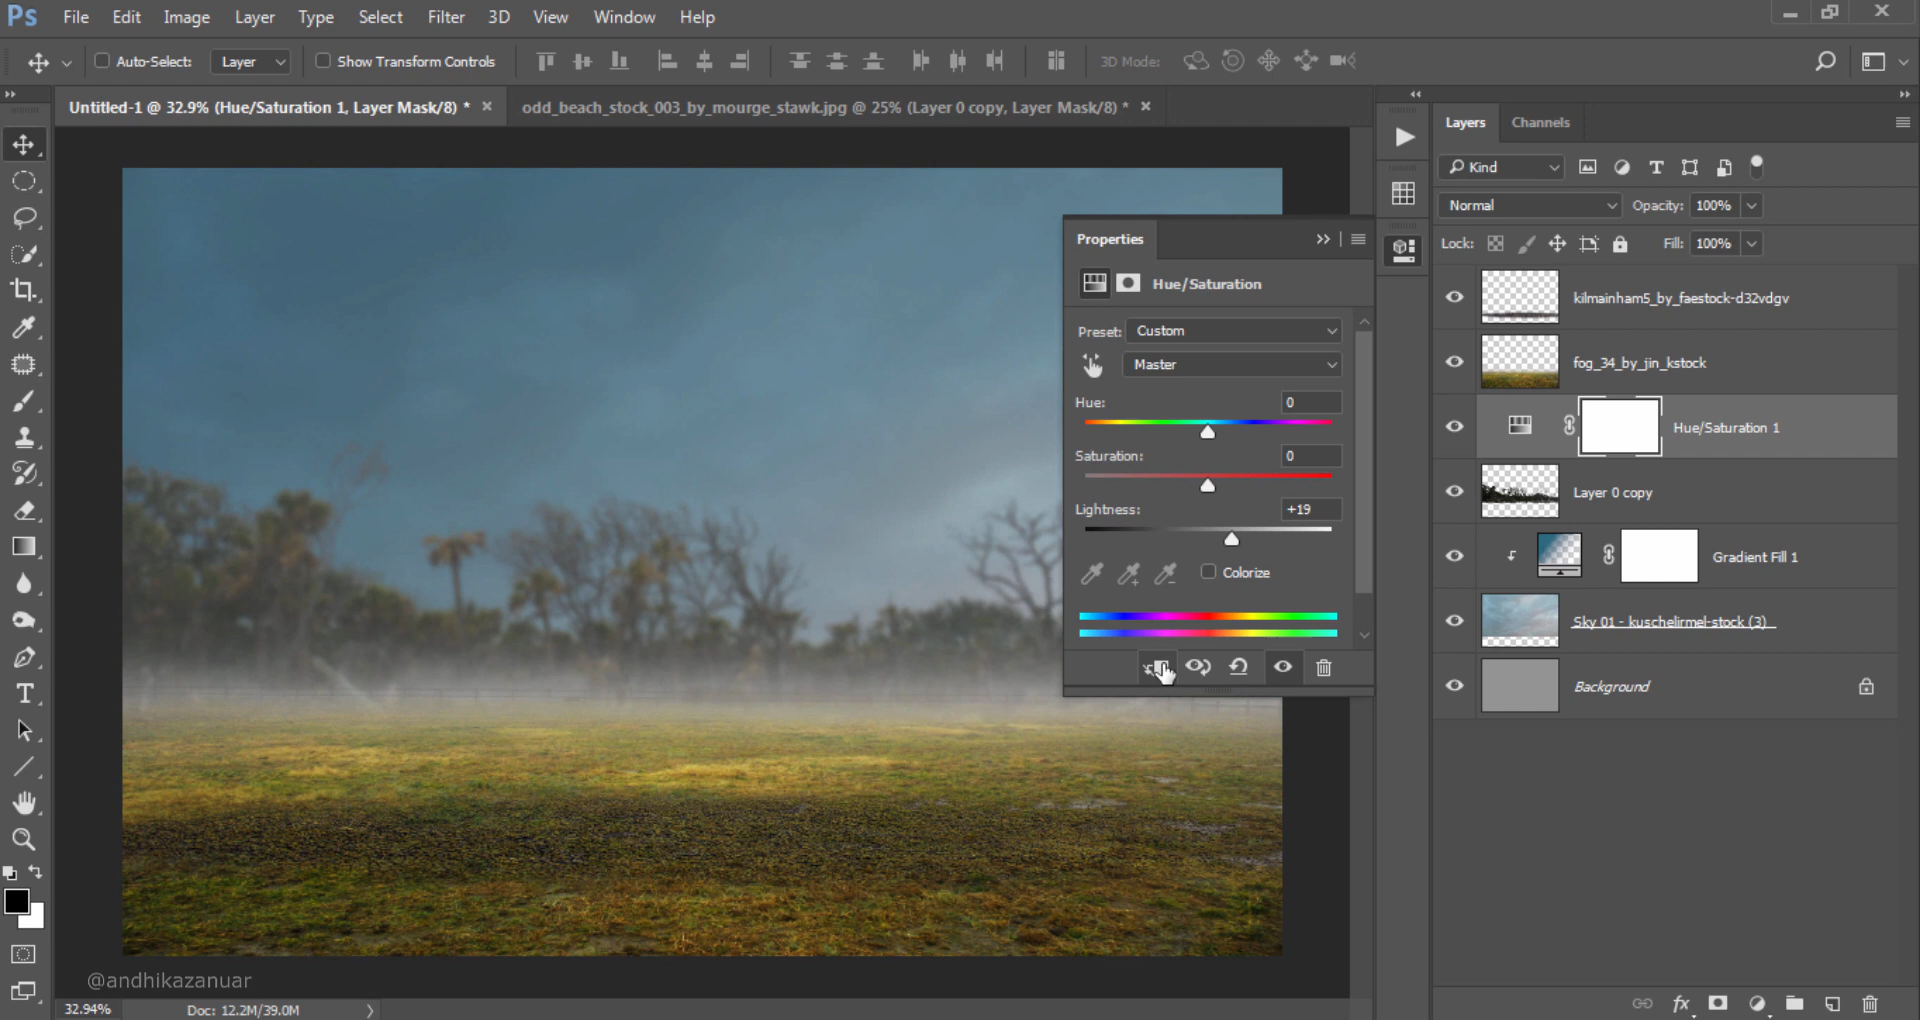 Ps File Edit Image Layer Type Select Filter 3D View Window Help
Auto-Select: Layer Show Transform Controls 3D Mode:
Untitled-1 @ 32.9% (Hue/Saturation 1, Layer Mask/8) * odd_beach_stock_003_by_mourge_stawk.jpg @ 25% (Layer 0 copy, Layer Mask/8) *
Properties
Hue/Saturation
Preset: Custom
Master
Hue: 0
Saturation: 0
Lightness: +19
Colorize
Layers Channels
Kind
Normal Opacity: 100%
Lock: Fill: 100%
kilmainham5_by_faestock-d32vdgv
fog_34_by_jin_kstock
Hue/Saturation 1
Layer 0 copy
Gradient Fill 1
Sky 01 - kuschelirmel-stock (3)
Background
@andhikazanuar
32.94% Doc: 12.2M/39.0M